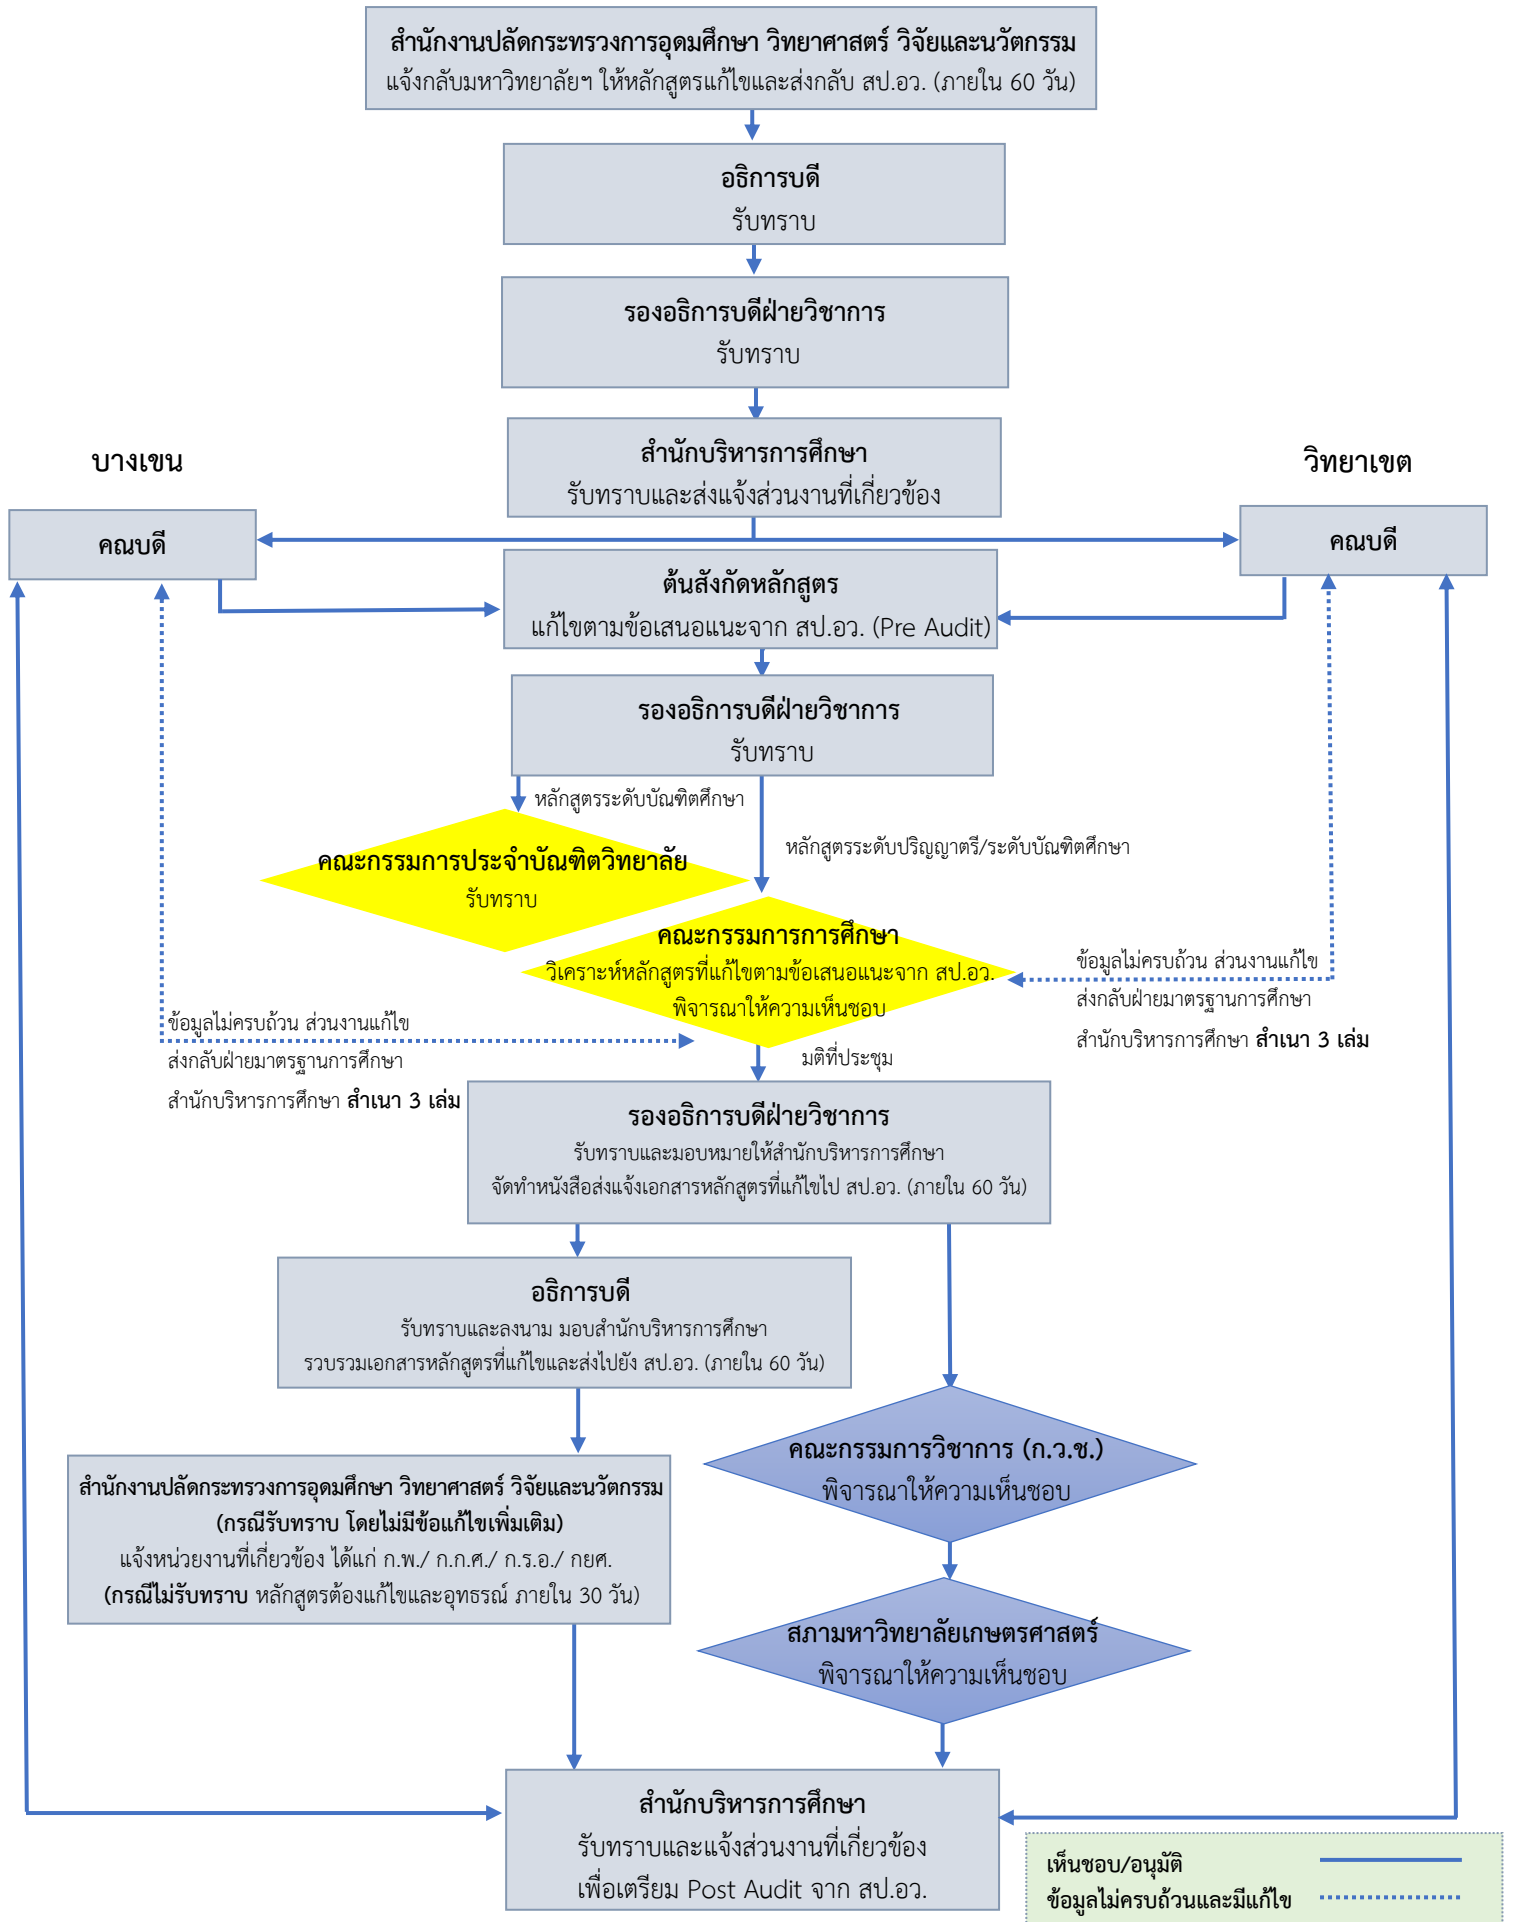 สำนักงานปลัดกระทรวงการอุดมศึกษา วิทยาศาสตร์ วิจัยและนวัตกรรม
แจ้งกลับมหาวิทยาลัยฯ ให้หลักสูตรแก้ไขและส่งกลับ สป.อว. (ภายใน 60 วัน)
อธิการบดี
รับทราบ
รองอธิการบดีฝ่ายวิชาการ
รับทราบ
สำนักบริหารการศึกษา
รับทราบและส่งแจ้งส่วนงานที่เกี่ยวข้อง
บางเขน
วิทยาเขต
คณบดี
คณบดี
ต้นสังกัดหลักสูตร
แก้ไขตามข้อเสนอแนะจาก สป.อว. (Pre Audit)
รองอธิการบดีฝ่ายวิชาการ
รับทราบ
หลักสูตรระดับบัณฑิตศึกษา
หลักสูตรระดับปริญญาตรี/ระดับบัณฑิตศึกษา
คณะกรรมการประจำบัณฑิตวิทยาลัย
รับทราบ
คณะกรรมการการศึกษา
วิเคราะห์หลักสูตรที่แก้ไขตามข้อเสนอแนะจาก สป.อว.
พิจารณาให้ความเห็นชอบ
ข้อมูลไม่ครบถ้วน ส่วนงานแก้ไข
ส่งกลับฝ่ายมาตรฐานการศึกษา
สำนักบริหารการศึกษา สำเนา 3 เล่ม
ข้อมูลไม่ครบถ้วน ส่วนงานแก้ไข
ส่งกลับฝ่ายมาตรฐานการศึกษา
สำนักบริหารการศึกษา สำเนา 3 เล่ม
มติที่ประชุม
รองอธิการบดีฝ่ายวิชาการ
รับทราบและมอบหมายให้สำนักบริหารการศึกษา
จัดทำหนังสือส่งแจ้งเอกสารหลักสูตรที่แก้ไขไป สป.อว. (ภายใน 60 วัน)
อธิการบดี
รับทราบและลงนาม มอบสำนักบริหารการศึกษา
รวบรวมเอกสารหลักสูตรที่แก้ไขและส่งไปยัง สป.อว. (ภายใน 60 วัน)
คณะกรรมการวิชาการ (ก.ว.ช.)
พิจารณาให้ความเห็นชอบ
สำนักงานปลัดกระทรวงการอุดมศึกษา วิทยาศาสตร์ วิจัยและนวัตกรรม
(กรณีรับทราบ โดยไม่มีข้อแก้ไขเพิ่มเติม)
แจ้งหน่วยงานที่เกี่ยวข้อง ได้แก่ ก.พ./ ก.ก.ศ./ ก.ร.อ./ กยศ.
(กรณีไม่รับทราบ หลักสูตรต้องแก้ไขและอุทธรณ์ ภายใน 30 วัน)
สภามหาวิทยาลัยเกษตรศาสตร์
พิจารณาให้ความเห็นชอบ
สำนักบริหารการศึกษา
รับทราบและแจ้งส่วนงานที่เกี่ยวข้อง
เพื่อเตรียม Post Audit จาก สป.อว.
เห็นชอบ/อนุมัติ
ข้อมูลไม่ครบถ้วนและมีแก้ไข